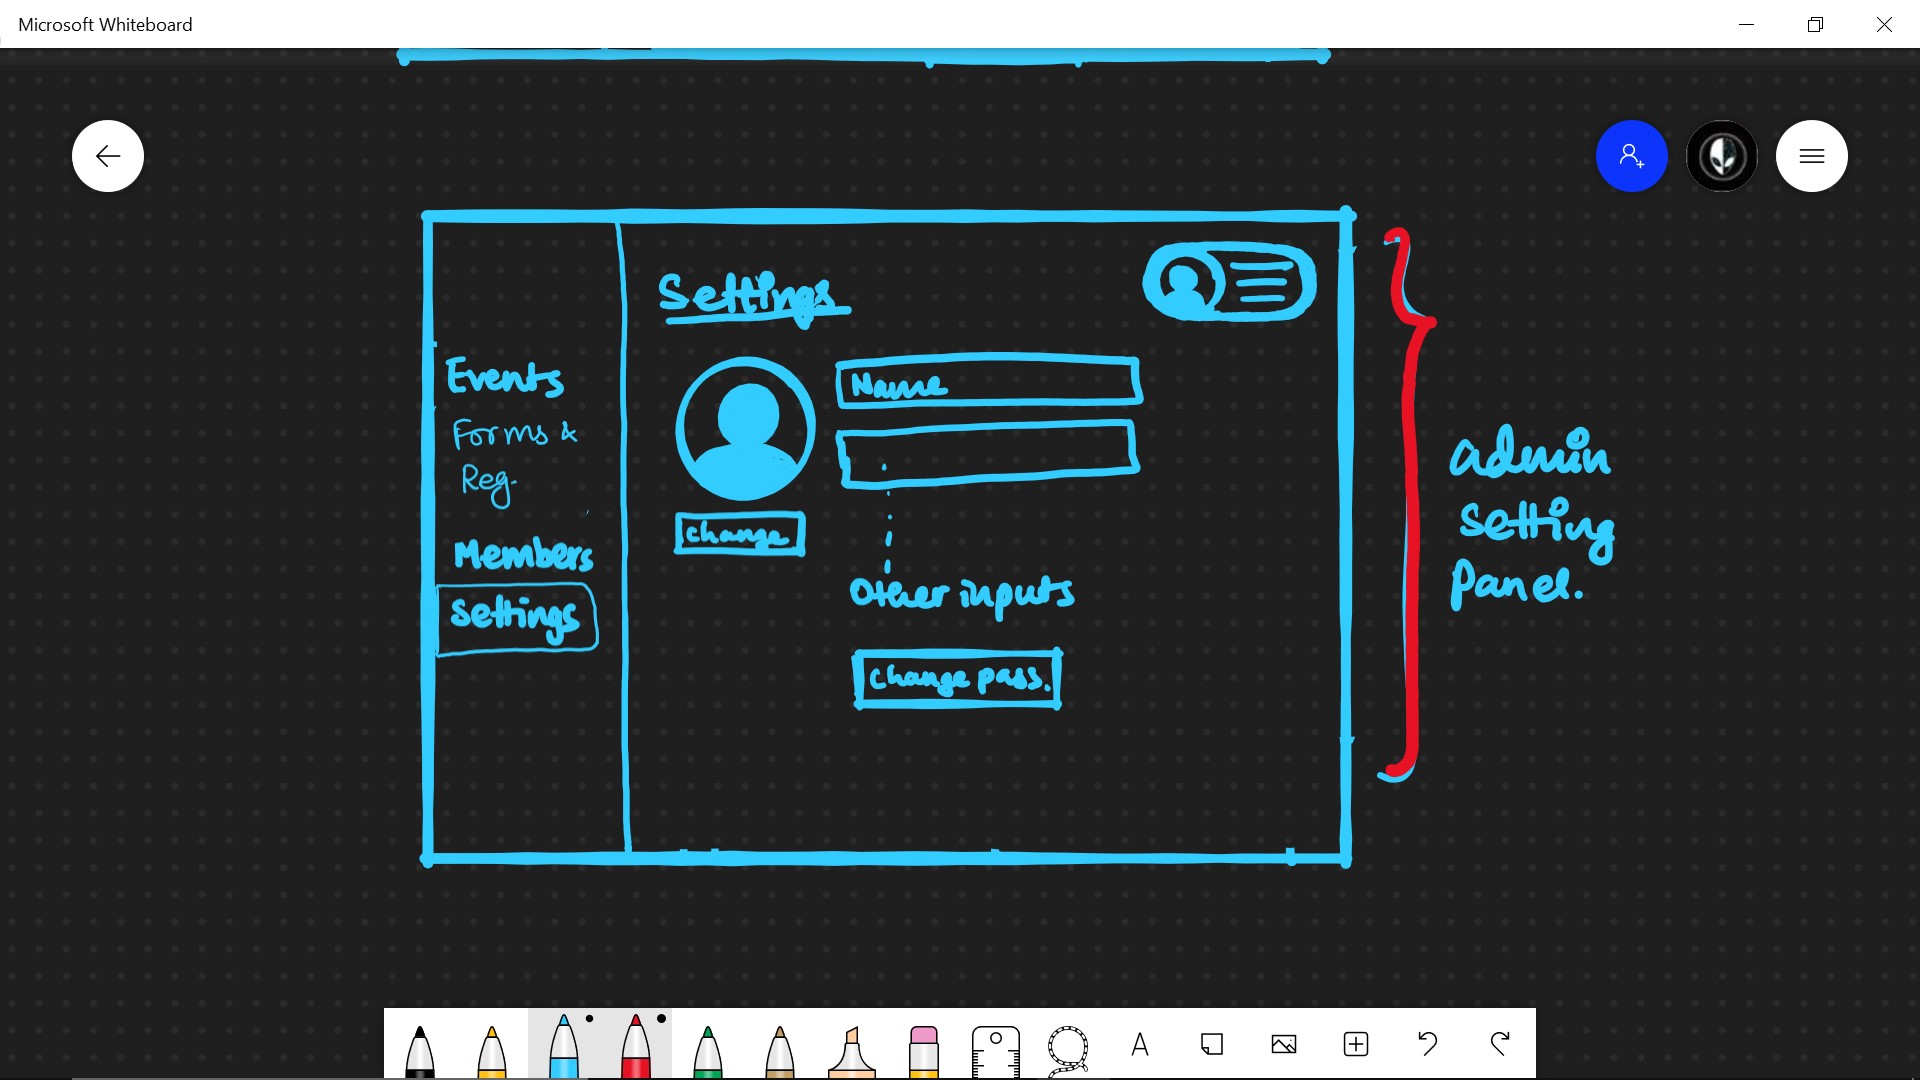 Microsoft Whiteboard
Settings
Events
Forms &
Reg.
Members
Settings
Name
change
Other inputs
change pass.
admin
setting
Panel.
A